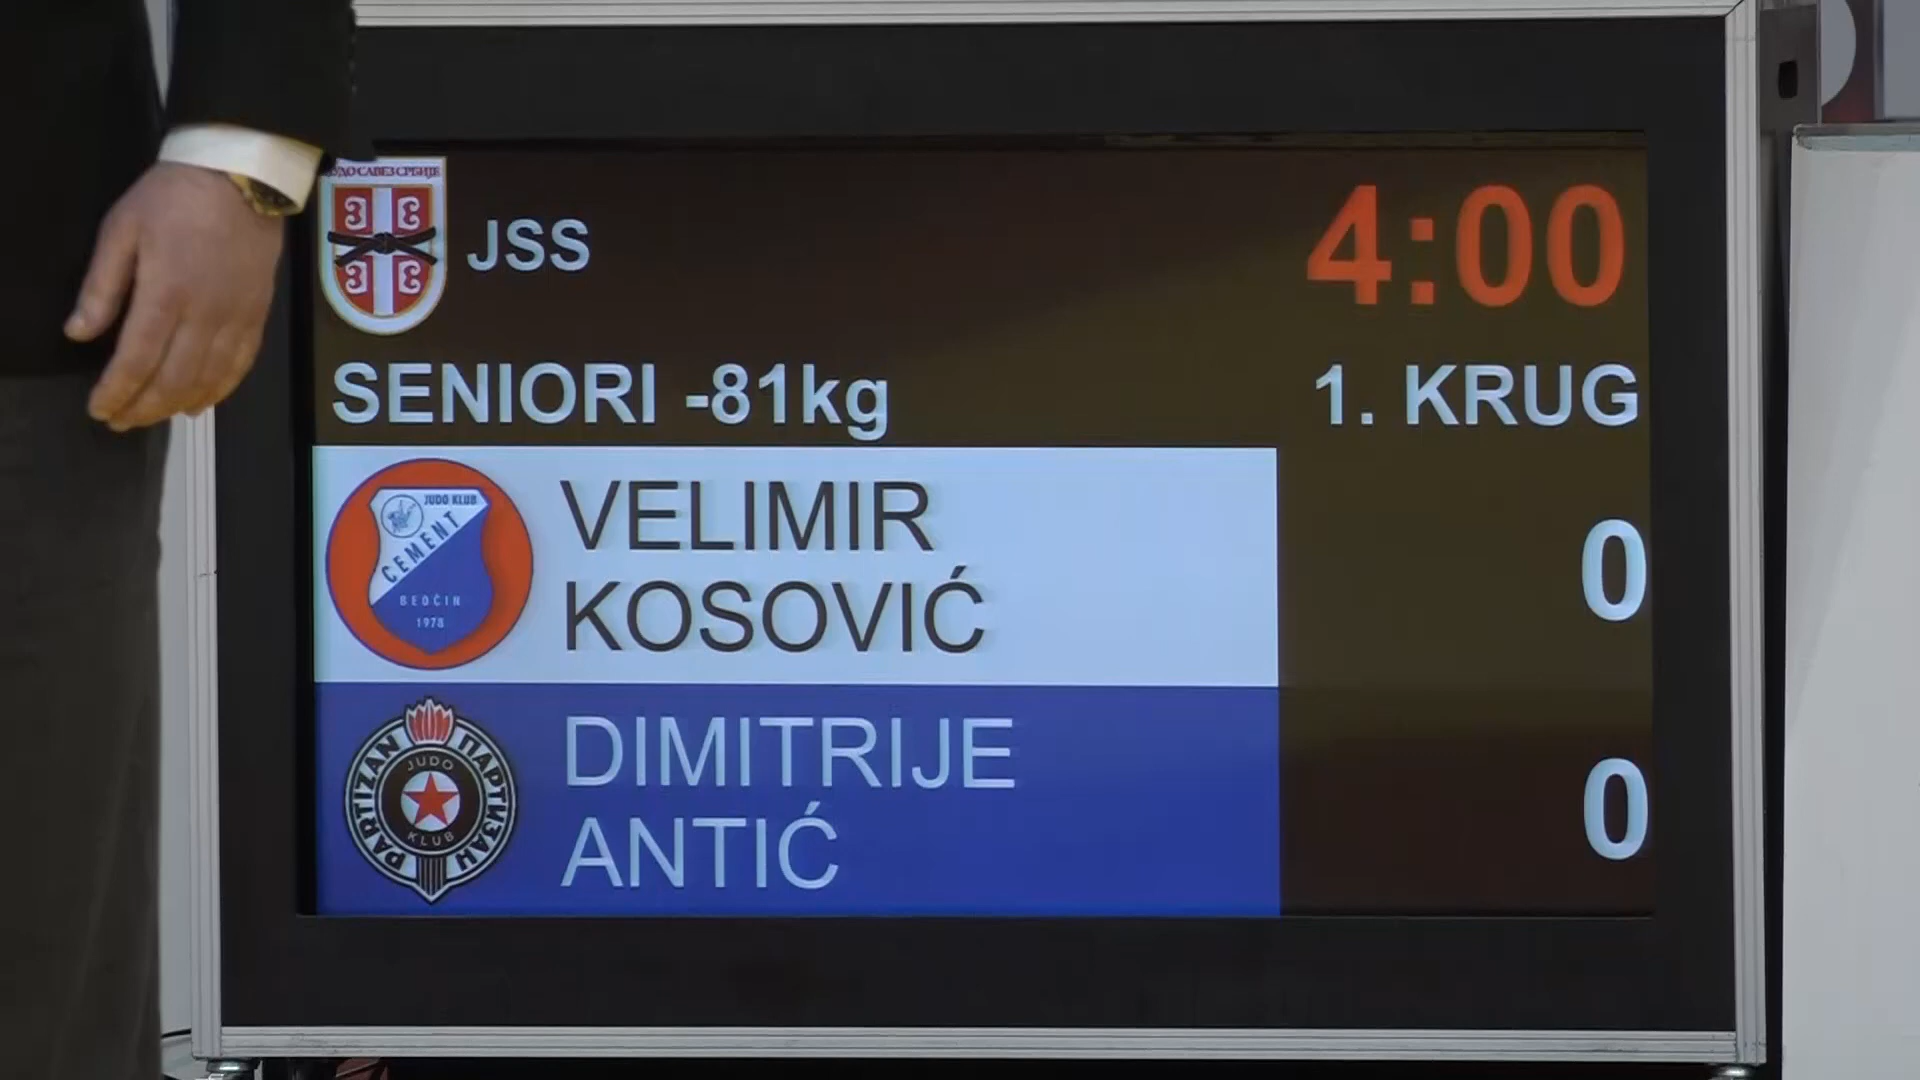 ЏУДО САВЕЗ СРБИЈЕ
JSS
4:00
SENIORI -81kg
1. KRUG
JUDO KLUB
CEMENT
BEOČIN
1978
VELIMIR
KOSOVIĆ
0
PARTIZAN ПАРТИЗАН
JUDO
KLUB
DIMITRIJE
ANTIĆ
0